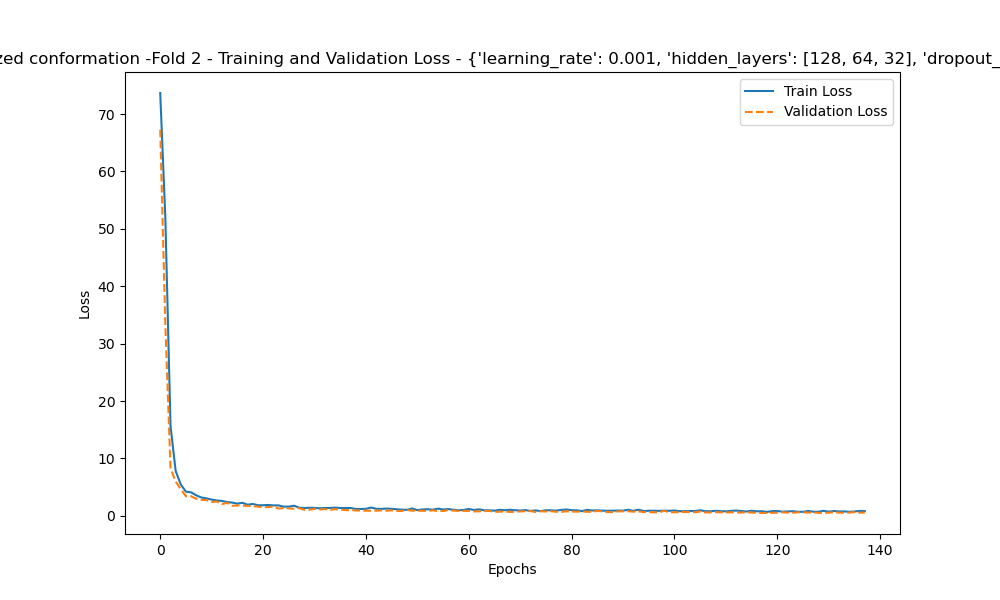 zed conformation -Fold 2 - Training and Validation Loss - {'learning_rate': 0.001, 'hidden_layers': [128, 64, 32], 'dropout_
Train Loss
Validation Loss
70
60
50
40
30
20
10
0
Loss
0 20 40 60 80 100 120 140
Epochs